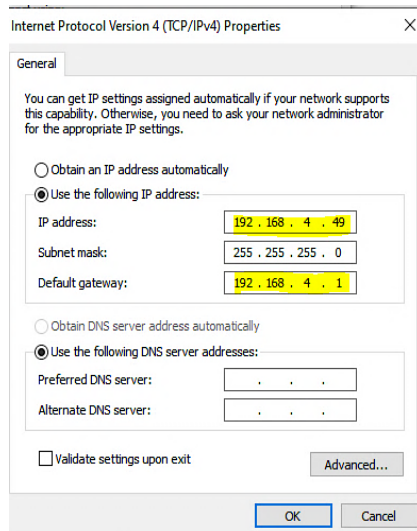 Internet Protocol Version 4 (TCP/IPv4) Properties
General
You can get IP settings assigned automatically if your network supports
this capability. Otherwise, you need to ask your network administrator
for the appropriate IP settings.
Obtain an IP address automatically
Use the following IP address:
IP address: 192 . 168 . 4 . 49
Subnet mask: 255 . 255 . 255 . 0
Default gateway: 192 . 168 . 4 . 1
Obtain DNS server address automatically
Use the following DNS server addresses:
Preferred DNS server: . . .
Alternate DNS server: . . .
Validate settings upon exit
Advanced...
OK Cancel